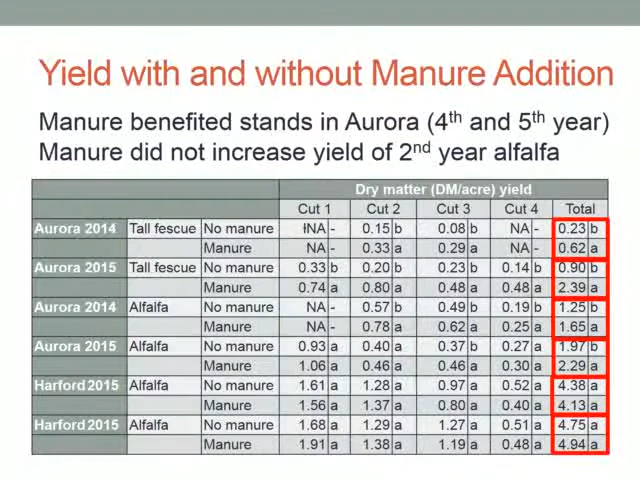 Yield with and without Manure Addition
Manure benefited stands in Aurora (4th and 5th year)
Manure did not increase yield of 2nd year alfalfa
Dry matter (DM/acre) yield
Cut 1 Cut 2 Cut 3 Cut 4 Total
Aurora 2014 Tall fescue No manure NA - 0.15 b 0.08 b NA - 0.23 b
Manure NA - 0.33 a 0.29 a NA - 0.62 a
Aurora 2015 Tall fescue No manure 0.33 b 0.20 b 0.23 b 0.14 b 0.90 b
Manure 0.74 a 0.80 a 0.48 a 0.48 a 2.39 a
Aurora 2014 Alfalfa No manure NA - 0.57 b 0.49 b 0.19 b 1.25 b
Manure NA - 0.78 a 0.62 a 0.25 a 1.65 a
Aurora 2015 Alfalfa No manure 0.93 a 0.40 a 0.37 b 0.27 a 1.97 b
Manure 1.06 a 0.46 a 0.46 a 0.30 a 2.29 a
Harford 2015 Alfalfa No manure 1.61 a 1.28 a 0.97 a 0.52 a 4.38 a
Manure 1.56 a 1.37 a 0.80 a 0.40 a 4.13 a
Harford 2015 Alfalfa No manure 1.68 a 1.29 a 1.27 a 0.51 a 4.75 a
Manure 1.91 a 1.38 a 1.19 a 0.48 a 4.94 a